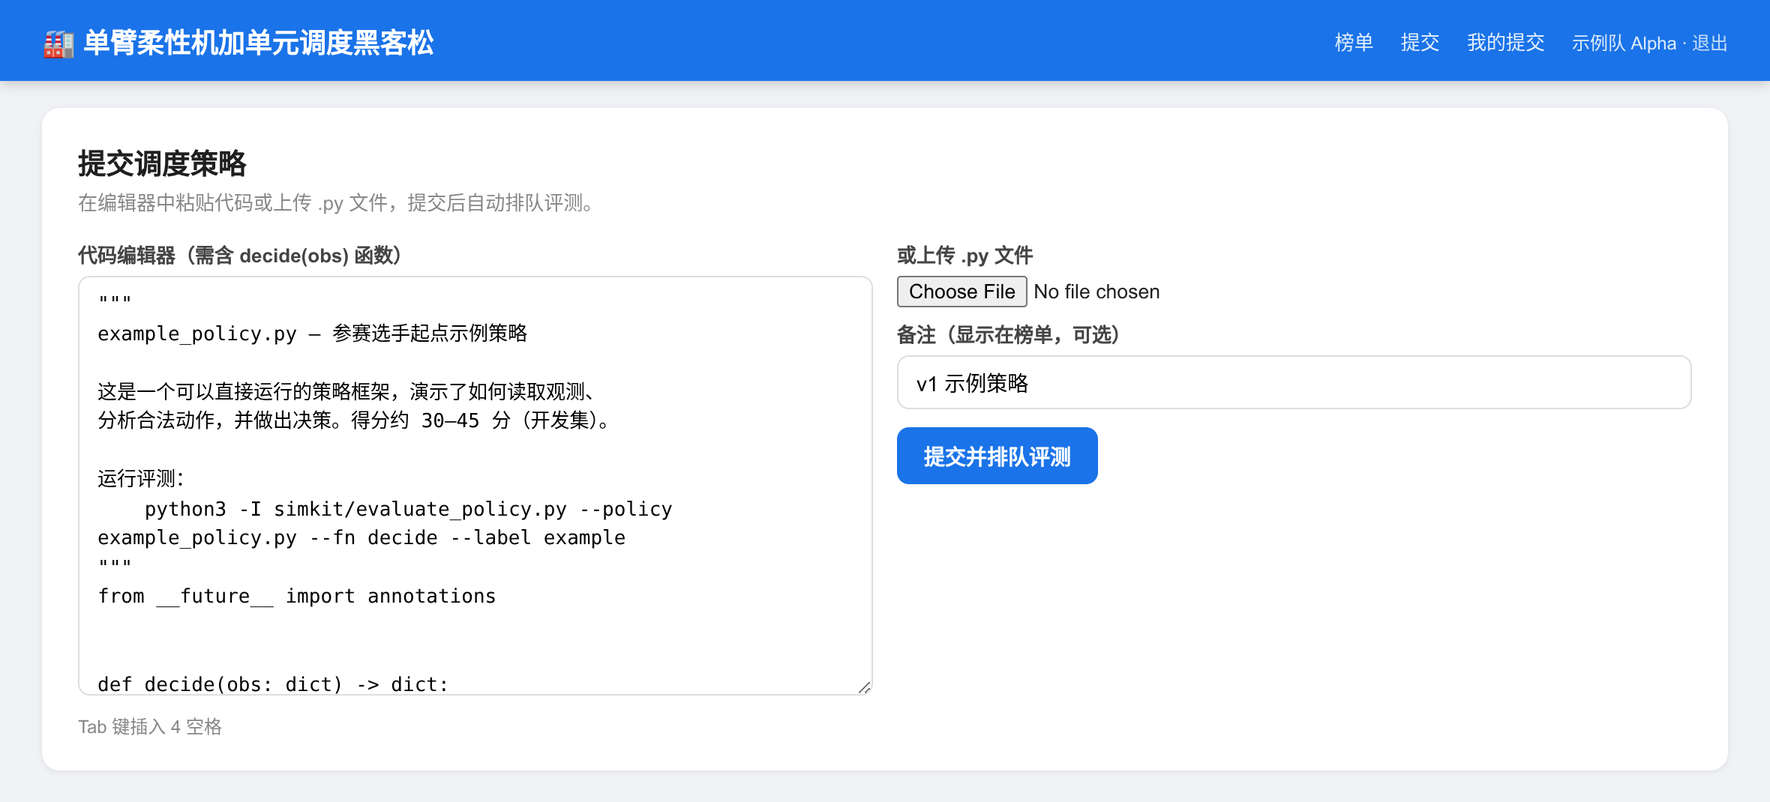 🏭 单臂柔性机加单元调度黑客松
榜单 提交 我的提交 示例队 Alpha · 退出
提交调度策略
在编辑器中粘贴代码或上传 .py 文件，提交后自动排队评测。
代码编辑器（需含 decide(obs) 函数）
"""
example_policy.py — 参赛选手起点示例策略
这是一个可以直接运行的策略框架，演示了如何读取观测、
分析合法动作，并做出决策。得分约 30–45 分（开发集）。
运行评测：
    python3 -I simkit/evaluate_policy.py --policy
example_policy.py --fn decide --label example
"""
from __future__ import annotations
def decide(obs: dict) -> dict:
Tab 键插入 4 空格
或上传 .py 文件
Choose File No file chosen
备注（显示在榜单，可选）
v1 示例策略
提交并排队评测